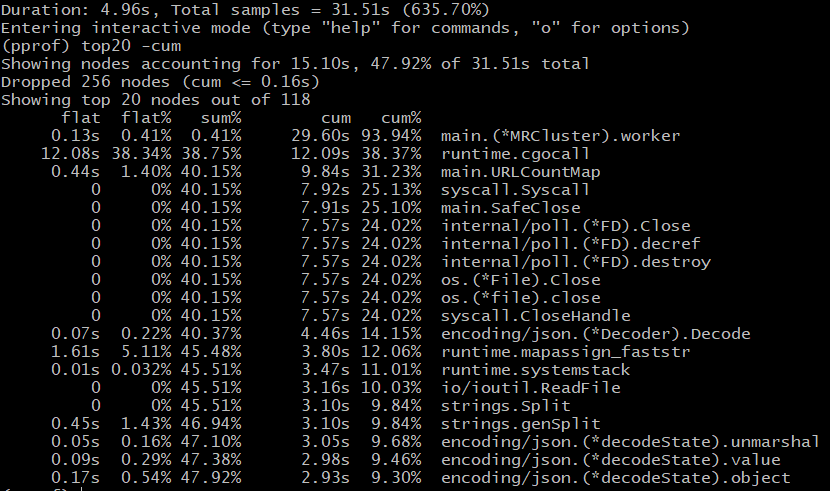 Duration: 4.96s, Total samples = 31.51s (635.70%)
Entering interactive mode (type "help" for commands, "o" for options)
(pprof) top20 -cum
Showing nodes accounting for 15.10s, 47.92% of 31.51s total
Dropped 256 nodes (cum <= 0.16s)
Showing top 20 nodes out of 118
flat flat% sum% cum cum%
0.13s 0.41% 0.41% 29.60s 93.94% main.(*MRCluster).worker
12.08s 38.34% 38.75% 12.09s 38.37% runtime.cgocall
0.44s 1.40% 40.15% 9.84s 31.23% main.URLCountMap
0 0% 40.15% 7.92s 25.13% syscall.Syscall
0 0% 40.15% 7.91s 25.10% main.SafeClose
0 0% 40.15% 7.57s 24.02% internal/poll.(*FD).Close
0 0% 40.15% 7.57s 24.02% internal/poll.(*FD).decref
0 0% 40.15% 7.57s 24.02% internal/poll.(*FD).destroy
0 0% 40.15% 7.57s 24.02% os.(*File).Close
0 0% 40.15% 7.57s 24.02% os.(*file).close
0 0% 40.15% 7.57s 24.02% syscall.CloseHandle
0.07s 0.22% 40.37% 4.46s 14.15% encoding/json.(*Decoder).Decode
1.61s 5.11% 45.48% 3.80s 12.06% runtime.mapassign_faststr
0.01s 0.032% 45.51% 3.47s 11.01% runtime.systemstack
0 0% 45.51% 3.16s 10.03% io/ioutil.ReadFile
0 0% 45.51% 3.10s 9.84% strings.Split
0.45s 1.43% 46.94% 3.10s 9.84% strings.genSplit
0.05s 0.16% 47.10% 3.05s 9.68% encoding/json.(*decodeState).unmarshal
0.09s 0.29% 47.38% 2.98s 9.46% encoding/json.(*decodeState).value
0.17s 0.54% 47.92% 2.93s 9.30% encoding/json.(*decodeState).object